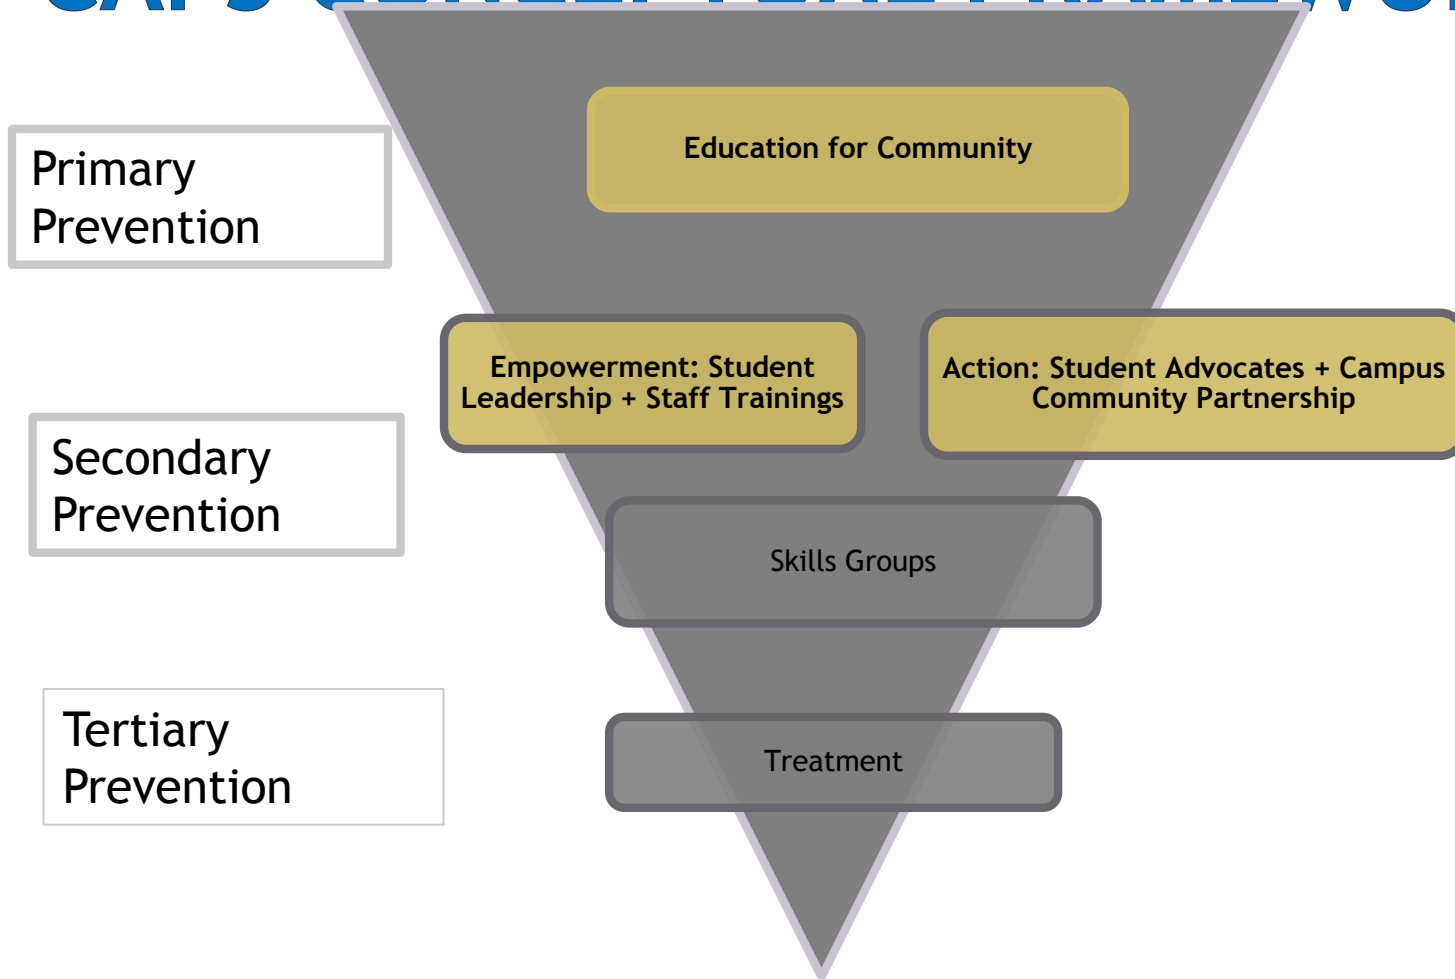 Education for Community
Primary
Prevention
Empowerment: Student
Leadership + Staff Trainings
Action: Student Advocates + Campus
Community Partnership
Secondary
Prevention
Skills Groups
Tertiary
Prevention
Treatment